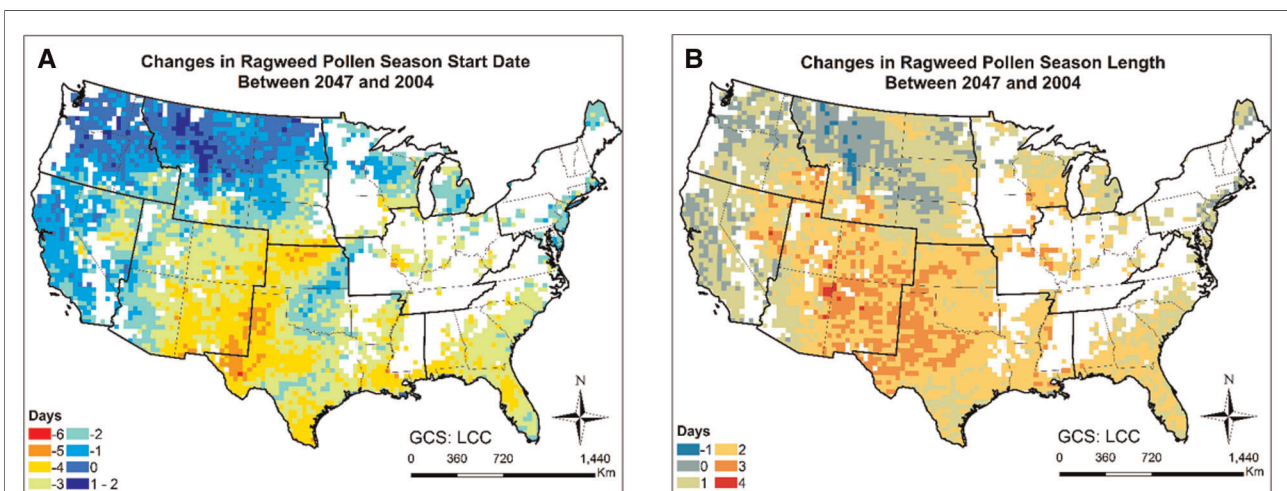 A
Changes in Ragweed Pollen Season Start Date
Between 2047 and 2004
Days
-6 -2
-5 -1
-4 0
-3 1 - 2
N
GCS: LCC
0 360 720 1,440
Km
B
Changes in Ragweed Pollen Season Length
Between 2047 and 2004
Days
-1 2
0 3
1 4
N
GCS: LCC
0 360 720 1,440
Km